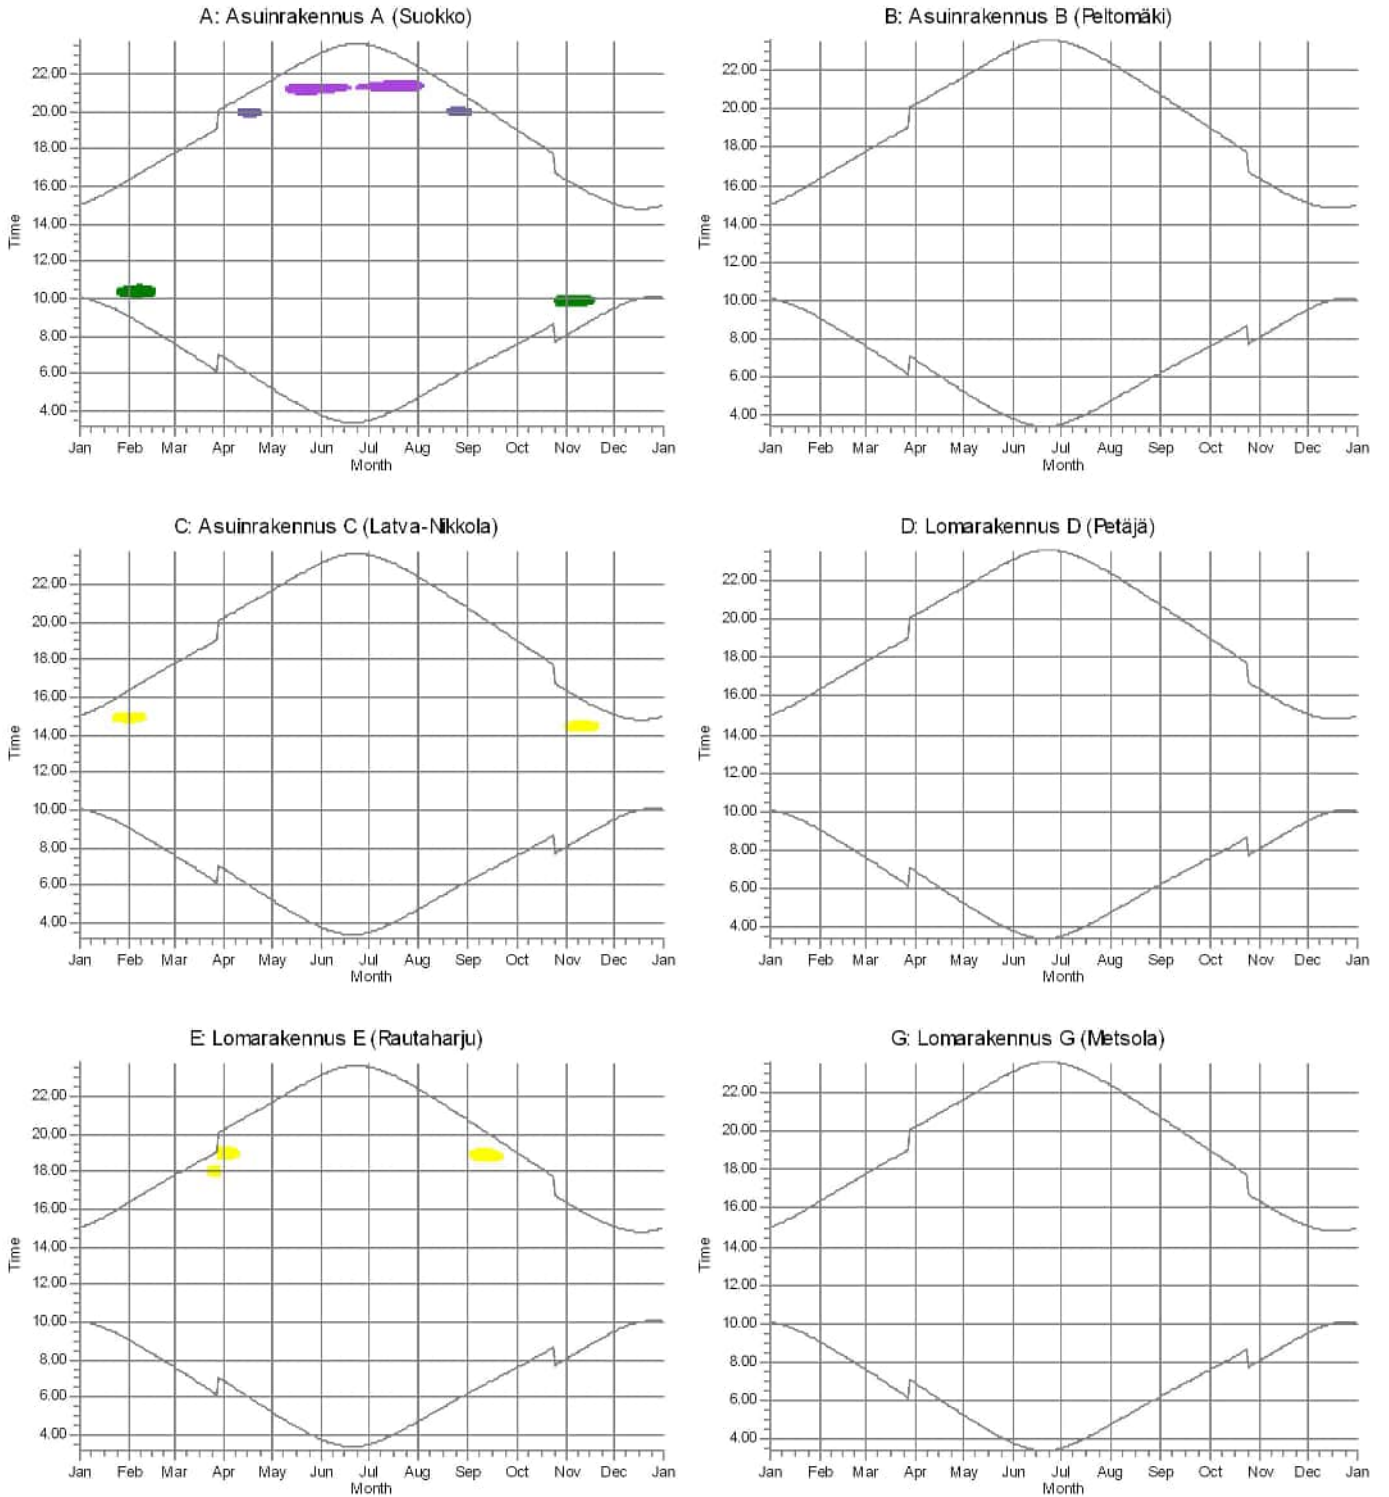 A: Asuinrakennus A (Suokko)
22.00
20.00
18.00
16.00
14.00
12.00
10.00
8.00
6.00
4.00
Time
Jan Feb Mar Apr May Jun Jul Aug Sep Oct Nov Dec Jan
Month
B: Asuinrakennus B (Peltomäki)
22.00
20.00
18.00
16.00
14.00
12.00
10.00
8.00
6.00
4.00
Time
Jan Feb Mar Apr May Jun Jul Aug Sep Oct Nov Dec Jan
Month
C: Asuinrakennus C (Latva-Nikkola)
22.00
20.00
18.00
16.00
14.00
12.00
10.00
8.00
6.00
4.00
Time
Jan Feb Mar Apr May Jun Jul Aug Sep Oct Nov Dec Jan
Month
D: Lomarakennus D (Petäjä)
22.00
20.00
18.00
16.00
14.00
12.00
10.00
8.00
6.00
4.00
Time
Jan Feb Mar Apr May Jun Jul Aug Sep Oct Nov Dec Jan
Month
E: Lomarakennus E (Rautaharju)
22.00
20.00
18.00
16.00
14.00
12.00
10.00
8.00
6.00
4.00
Time
Jan Feb Mar Apr May Jun Jul Aug Sep Oct Nov Dec Jan
Month
G: Lomarakennus G (Metsola)
22.00
20.00
18.00
16.00
14.00
12.00
10.00
8.00
6.00
4.00
Time
Jan Feb Mar Apr May Jun Jul Aug Sep Oct Nov Dec Jan
Month